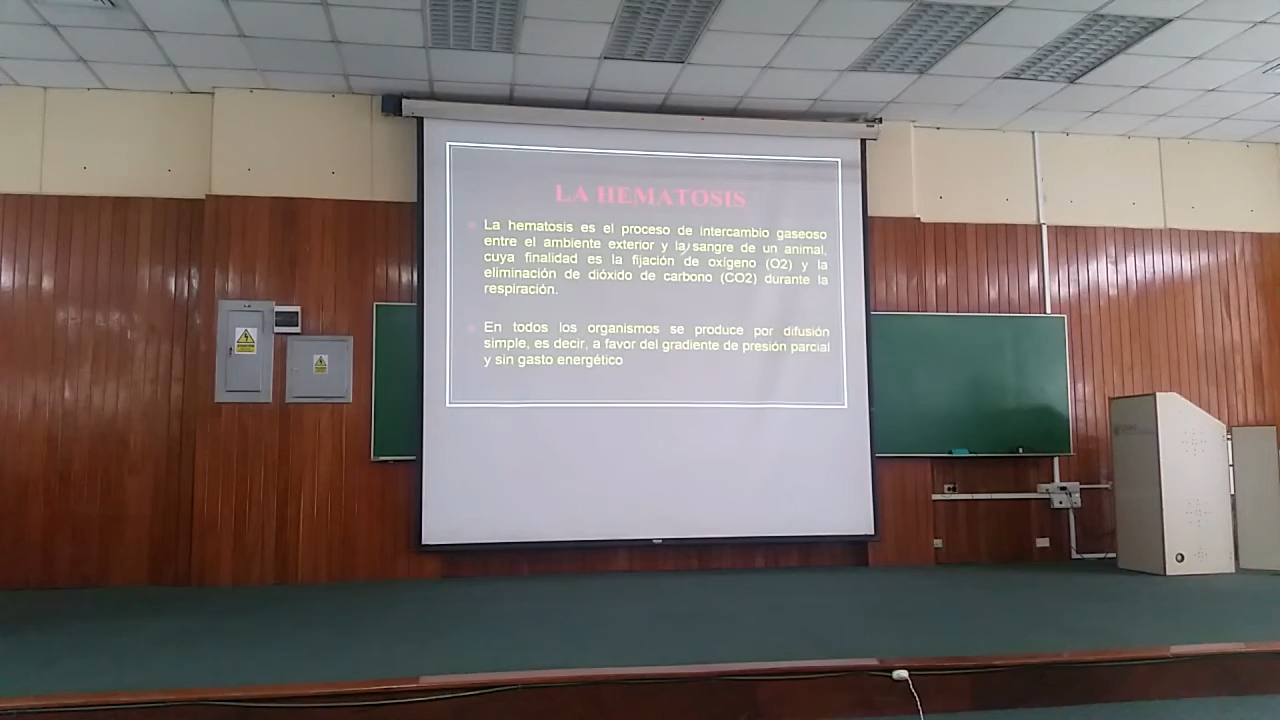 LA HEMATOSIS
La hematosis es el proceso de intercambio gaseoso
entre el ambiente exterior y la sangre de un animal,
cuya finalidad es la fijación de oxígeno (O2) y la
eliminación de dióxido de carbono (CO2) durante la
respiración.
En todos los organismos se produce por difusión
simple, es decir, a favor del gradiente de presión parcial
y sin gasto energético